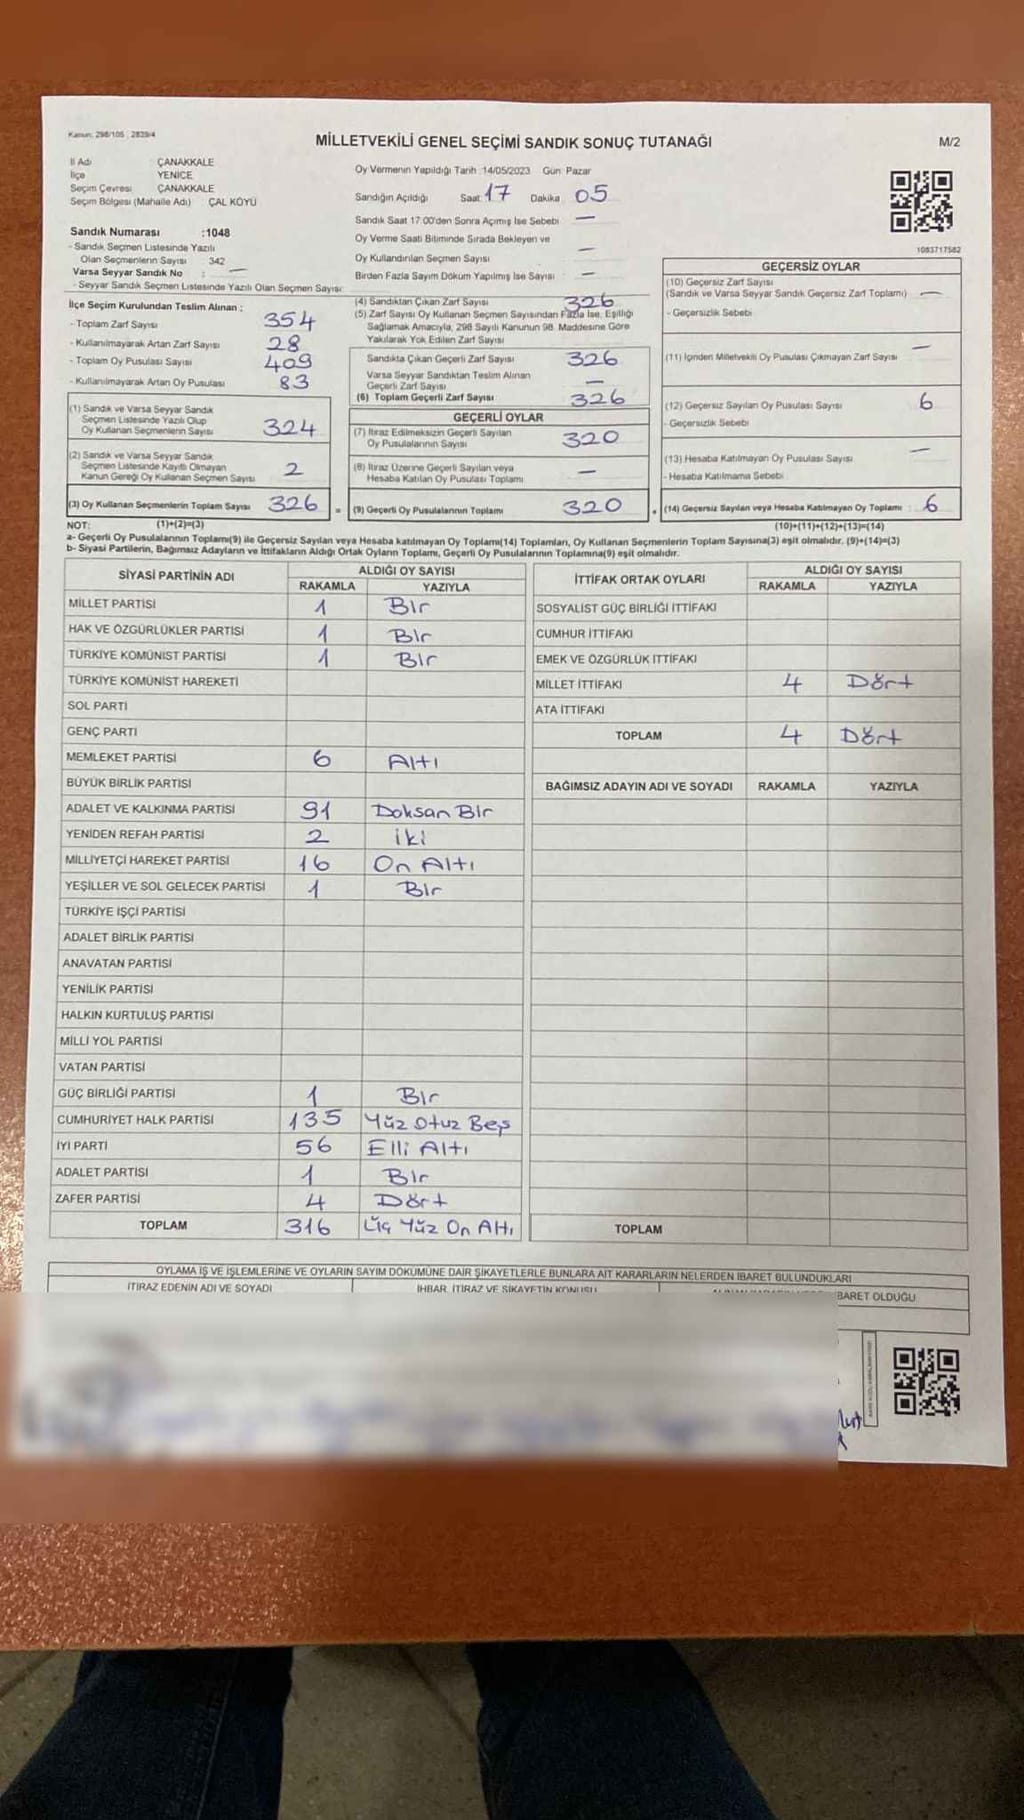 Kanun: 298/105 2839/4
MİLLETVEKİLİ GENEL SEÇİMİ SANDIK SONUÇ TUTANAĞI
M/2
İl Adı ÇANAKKALE
İlçe YENİCE
Seçim Çevresi ÇANAKKALE
Seçim Bölgesi (Mahalle Adı) ÇAL KÖYÜ
Sandık Numarası :1048
- Sandık Seçmen Listesinde Yazılı
Olan Seçmenlerin Sayısı 342
Varsa Seyyar Sandık No : —
- Seyyar Sandık Seçmen Listesinde Yazılı Olan Seçmen Sayısı:
Oy Vermenin Yapıldığı Tarih :14/05/2023 Gün: Pazar
Sandığın Açıldığı Saat: 17 Dakika 05
Sandık Saat 17:00'den Sonra Açılmış İse Sebebi —
Oy Verme Saati Bitiminde Sırada Bekleyen ve
Oy Kullandırılan Seçmen Sayısı —
Birden Fazla Sayım Döküm Yapılmış İse Sayısı : —
1083717582
İlçe Seçim Kurulundan Teslim Alınan :
- Toplam Zarf Sayısı 354
- Kullanılmayarak Artan Zarf Sayısı 28
- Toplam Oy Pusulası Sayısı 409
- Kullanılmayarak Artan Oy Pusulası 83
(1) Sandık ve Varsa Seyyar Sandık
Seçmen Listesinde Yazılı Olup
Oy Kullanan Seçmenlerin Sayısı 324
(2) Sandık ve Varsa Seyyar Sandık
Seçmen Listesinde Kayıtlı Olmayan
Kanun Gereği Oy Kullanan Seçmen Sayısı 2
(3) Oy Kullanan Seçmenlerin Toplam Sayısı 326 =
(4) Sandıktan Çıkan Zarf Sayısı 326
(5) Zarf Sayısı Oy Kullanan Seçmen Sayısından Fazla İse, Eşitliği
Sağlamak Amacıyla, 298 Sayılı Kanunun 98. Maddesine Göre
Yakılarak Yok Edilen Zarf Sayısı
Sandıkta Çıkan Geçerli Zarf Sayısı 326
Varsa Seyyar Sandıktan Teslim Alınan
Geçerli Zarf Sayısı —
(6) Toplam Geçerli Zarf Sayısı 326
GEÇERLİ OYLAR
(7) İtiraz Edilmeksizin Geçerli Sayılan
Oy Pusulalarının Sayısı 320
(8) İtiraz Üzerine Geçerli Sayılan veya
Hesaba Katılan Oy Pusulası Toplamı —
(9) Geçerli Oy Pusulalarının Toplamı 320
GEÇERSİZ OYLAR
(10) Geçersiz Zarf Sayısı
(Sandık ve Varsa Seyyar Sandık Geçersiz Zarf Toplamı) —
- Geçersizlik Sebebi
(11) İçinden Milletvekili Oy Pusulası Çıkmayan Zarf Sayısı —
(12) Geçersiz Sayılan Oy Pusulası Sayısı 6
- Geçersizlik Sebebi
(13) Hesaba Katılmayan Oy Pusulası Sayısı —
- Hesaba Katılmama Sebebi
+ (14) Geçersiz Sayılan veya Hesaba Katılmayan Oy Toplamı : 6
NOT: (1)+(2)=(3) (10)+(11)+(12)+(13)=(14)
a- Geçerli Oy Pusulalarının Toplamı(9) ile Geçersiz Sayılan veya Hesaba katılmayan Oy Toplamı(14) Toplamları, Oy Kullanan Seçmenlerin Toplam Sayısına(3) eşit olmalıdır. (9)+(14)=(3)
b- Siyasi Partilerin, Bağımsız Adayların ve İttifakların Aldığı Ortak Oyların Toplamı, Geçerli Oy Pusulalarının Toplamına(9) eşit olmalıdır.
SİYASİ PARTİNİN ADI ALDIĞI OY SAYISI
RAKAMLA YAZIYLA
MİLLET PARTİSİ 1 Bir
HAK VE ÖZGÜRLÜKLER PARTİSİ 1 Bir
TÜRKİYE KOMÜNİST PARTİSİ 1 Bir
TÜRKİYE KOMÜNİST HAREKETİ
SOL PARTİ
GENÇ PARTİ
MEMLEKET PARTİSİ 6 Altı
BÜYÜK BİRLİK PARTİSİ
ADALET VE KALKINMA PARTİSİ 91 Doksan Bir
YENİDEN REFAH PARTİSİ 2 iki
MİLLİYETÇİ HAREKET PARTİSİ 16 On Altı
YEŞİLLER VE SOL GELECEK PARTİSİ 1 Bir
TÜRKİYE İŞÇİ PARTİSİ
ADALET BİRLİK PARTİSİ
ANAVATAN PARTİSİ
YENİLİK PARTİSİ
HALKIN KURTULUŞ PARTİSİ
MİLLİ YOL PARTİSİ
VATAN PARTİSİ
GÜÇ BİRLİĞİ PARTİSİ 1 Bir
CUMHURİYET HALK PARTİSİ 135 Yüz Otuz Beş
İYİ PARTİ 56 Elli Altı
ADALET PARTİSİ 1 Bir
ZAFER PARTİSİ 4 Dört
TOPLAM 316 Üç Yüz On Altı
İTTİFAK ORTAK OYLARI ALDIĞI OY SAYISI
RAKAMLA YAZIYLA
SOSYALİST GÜÇ BİRLİĞİ İTTİFAKI
CUMHUR İTTİFAKI
EMEK VE ÖZGÜRLÜK İTTİFAKI
MİLLET İTTİFAKI 4 Dört
ATA İTTİFAKI
TOPLAM 4 Dört
BAĞIMSIZ ADAYIN ADI VE SOYADI RAKAMLA YAZIYLA
TOPLAM
OYLAMA İŞ VE İŞLEMLERİNE VE OYLARIN SAYIM DÖKÜMÜNE DAİR ŞİKAYETLERLE BUNLARA AİT KARARLARIN NELERDEN İBARET BULUNDUKLARI
İTİRAZ EDENİN ADI VE SOYADI İHBAR, İTİRAZ VE ŞİKAYETİN KONUSU
BARET OLDUĞU